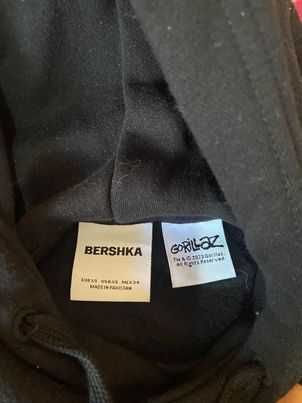 BERSHKA
MADE IN PAKISTAN
GORILLAZ
TM & © 2023 Gorillaz.
All Rights Reserved.